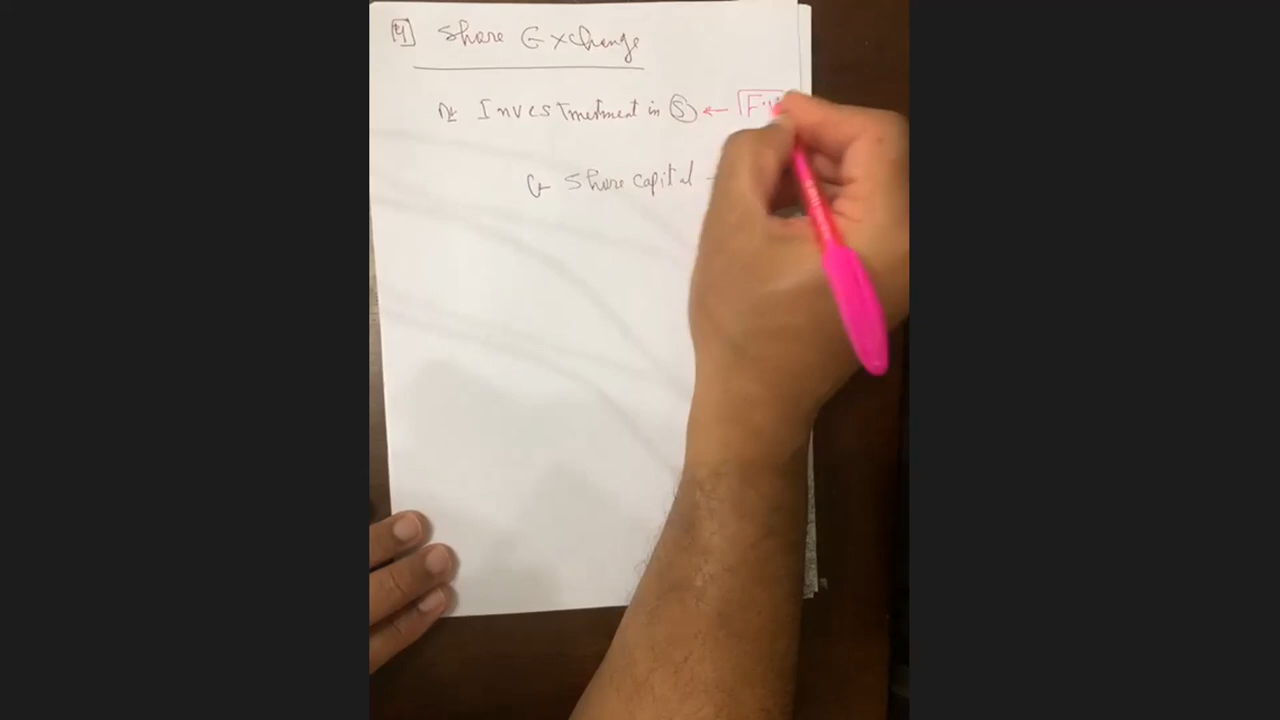 [4] Share Exchange
Dr Investment in S ← F.V
Cr Share capital -